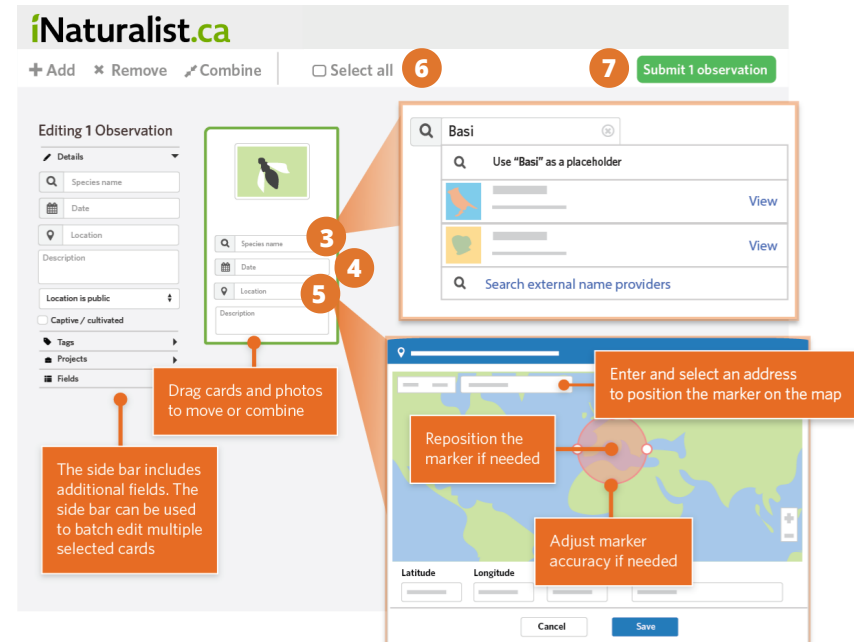 iNaturalist.ca
Add Remove Combine Select all 6 7 Submit 1 observation
Editing 1 Observation
Details
Species name
Date
Location
Description
Location is public
Captive / cultivated
Tags
Projects
Fields
Species name 3
Date 4
Location 5
Description
Basi
Use "Basi" as a placeholder
View
View
Search external name providers
Drag cards and photos
to move or combine
The side bar includes
additional fields. The
side bar can be used
to batch edit multiple
selected cards
Enter and select an address
to position the marker on the map
Reposition the
marker if needed
Adjust marker
accuracy if needed
Latitude Longitude
Cancel Save